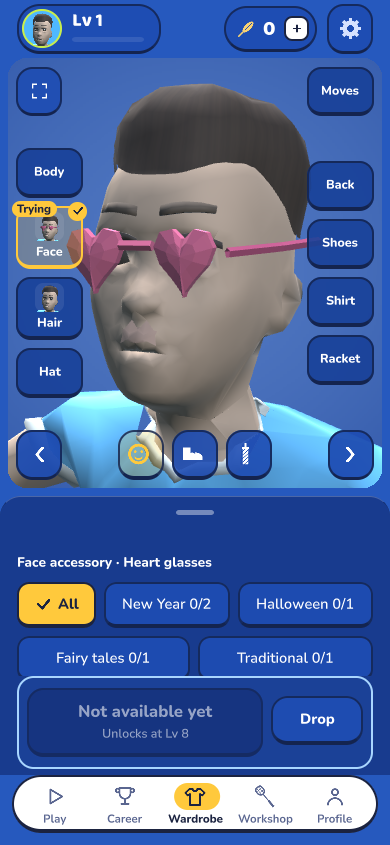 Lv 1
0
+
Moves
Body
Back
Trying
Face
Shoes
Hair
Shirt
Hat
Racket
Face accessory · Heart glasses
All
New Year 0/2
Halloween 0/1
Fairy tales 0/1
Traditional 0/1
Not available yet
Unlocks at Lv 8
Drop
Play
Career
Wardrobe
Workshop
Profile